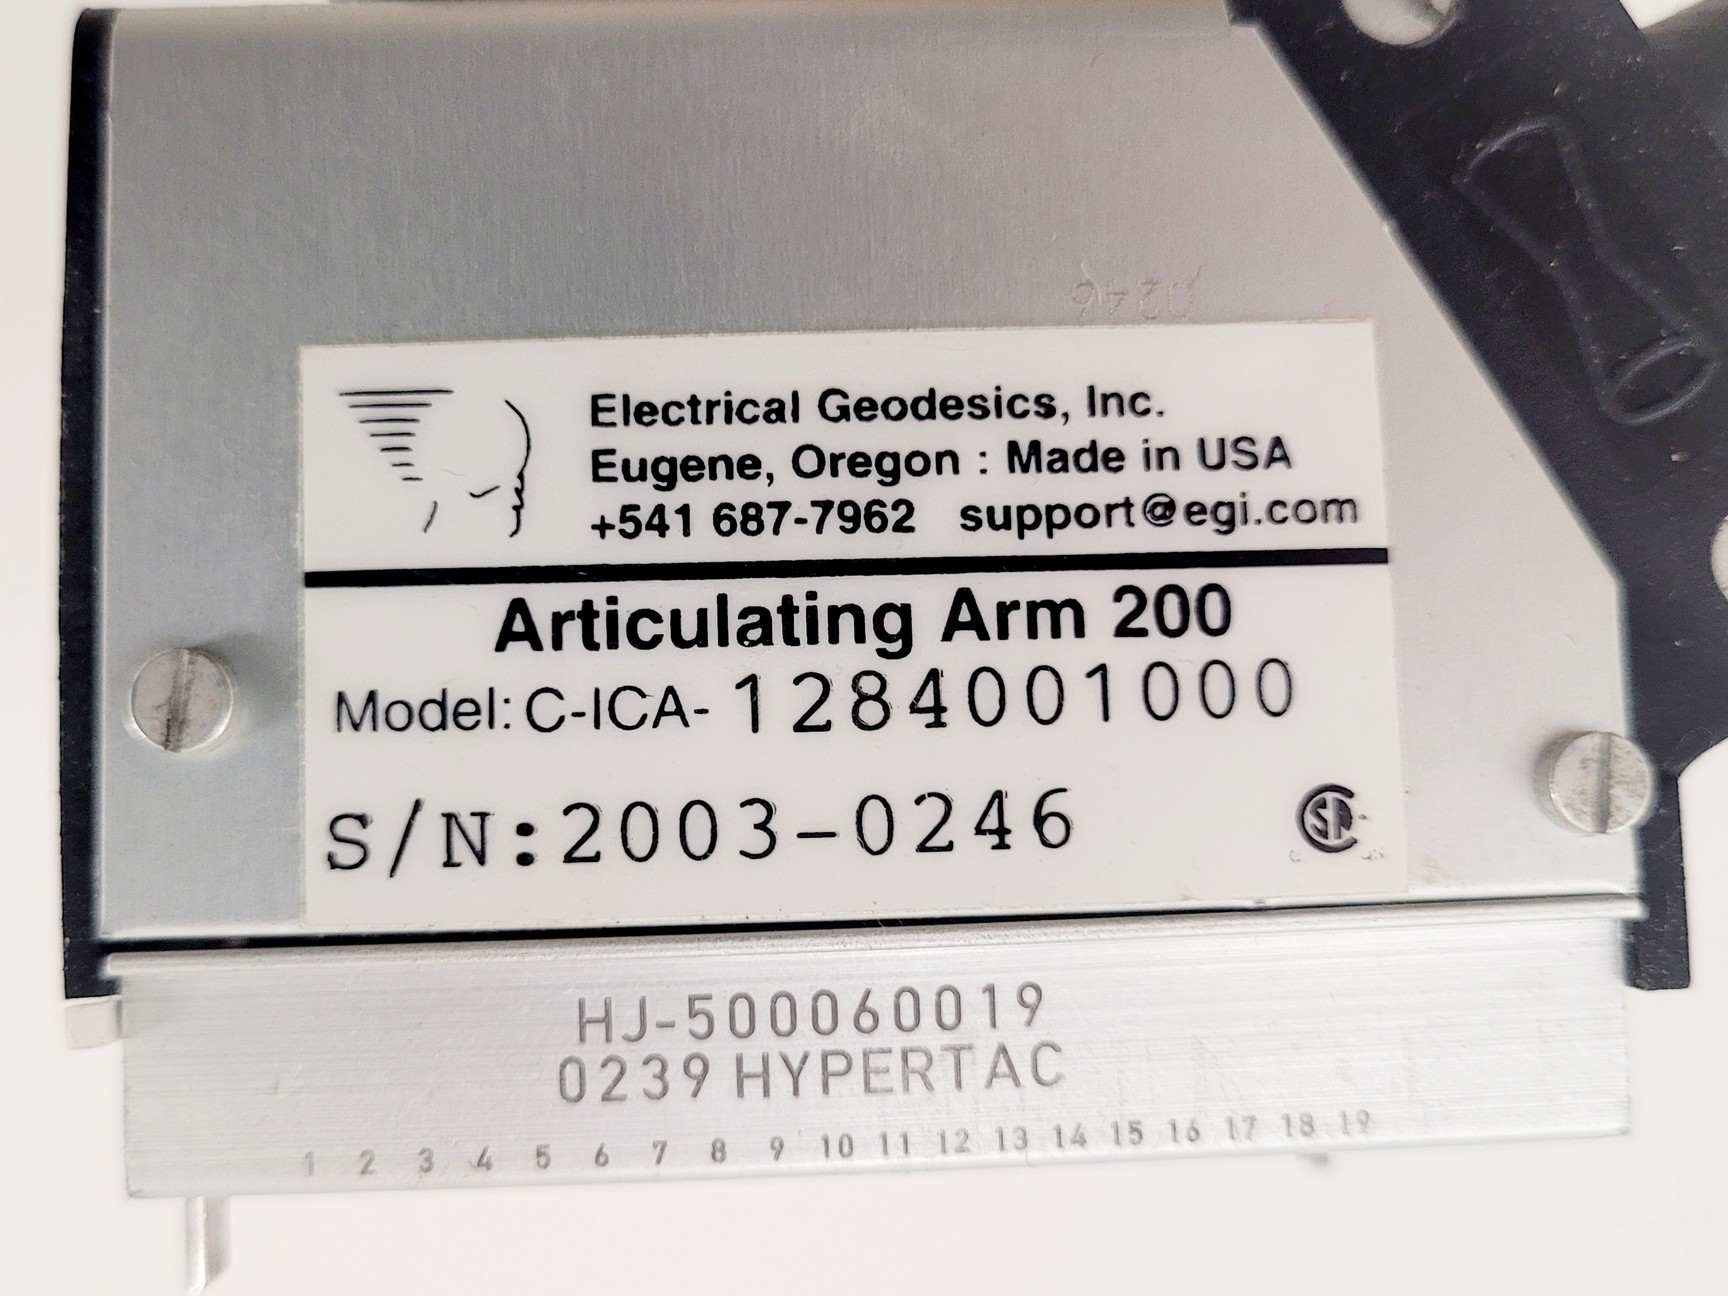 0246
Electrical Geodesics, Inc.
Eugene, Oregon : Made in USA
+541 687-7962 support@egi.com
Articulating Arm 200
Model: C-ICA- 1284001000
S/N:2003-0246
HJ-500060019
0239 HYPERTAC
1 2 3 4 5 6 7 8 9 10 11 12 13 14 15 16 17 18 19